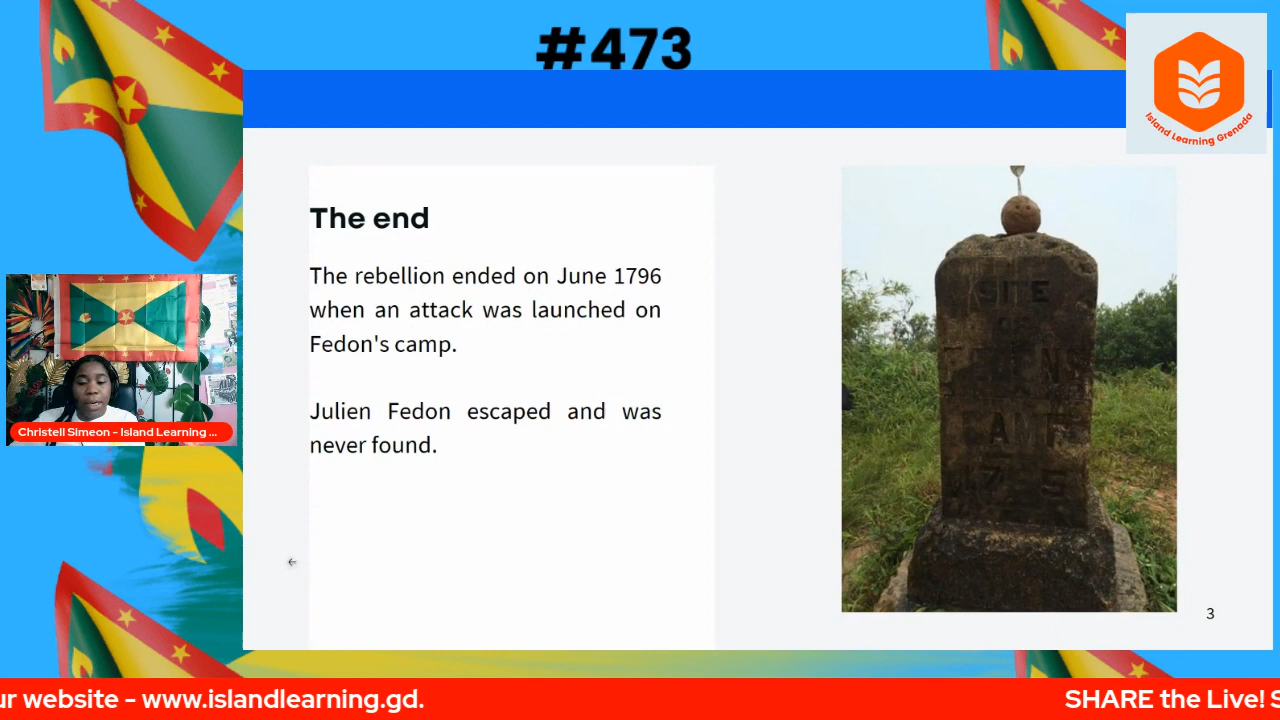 #473
Island Learning Grenada
The end
The rebellion ended on June 1796
when an attack was launched on
Fedon's camp.
Julien Fedon escaped and was
never found.
SITE
Christell Simeon - Island Learning ...
3
ur website - www.islandlearning.gd.
SHARE the Live! S